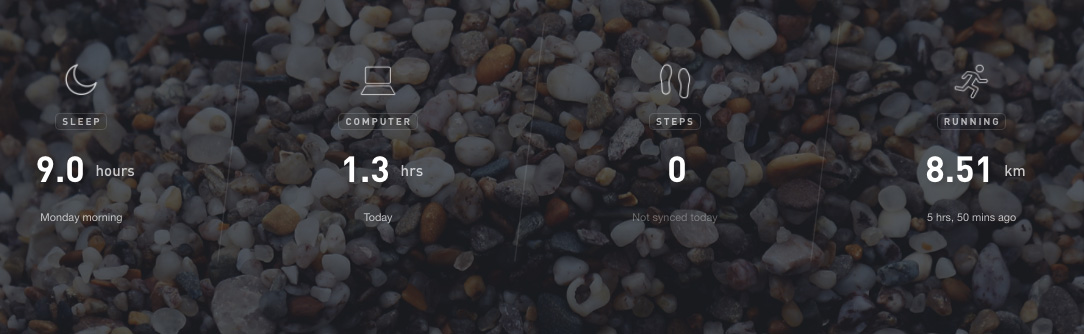 SLEEP
9.0 hours
Monday morning
COMPUTER
1.3 hrs
Today
STEPS
0
Not synced today
RUNNING
8.51 km
5 hrs, 50 mins ago